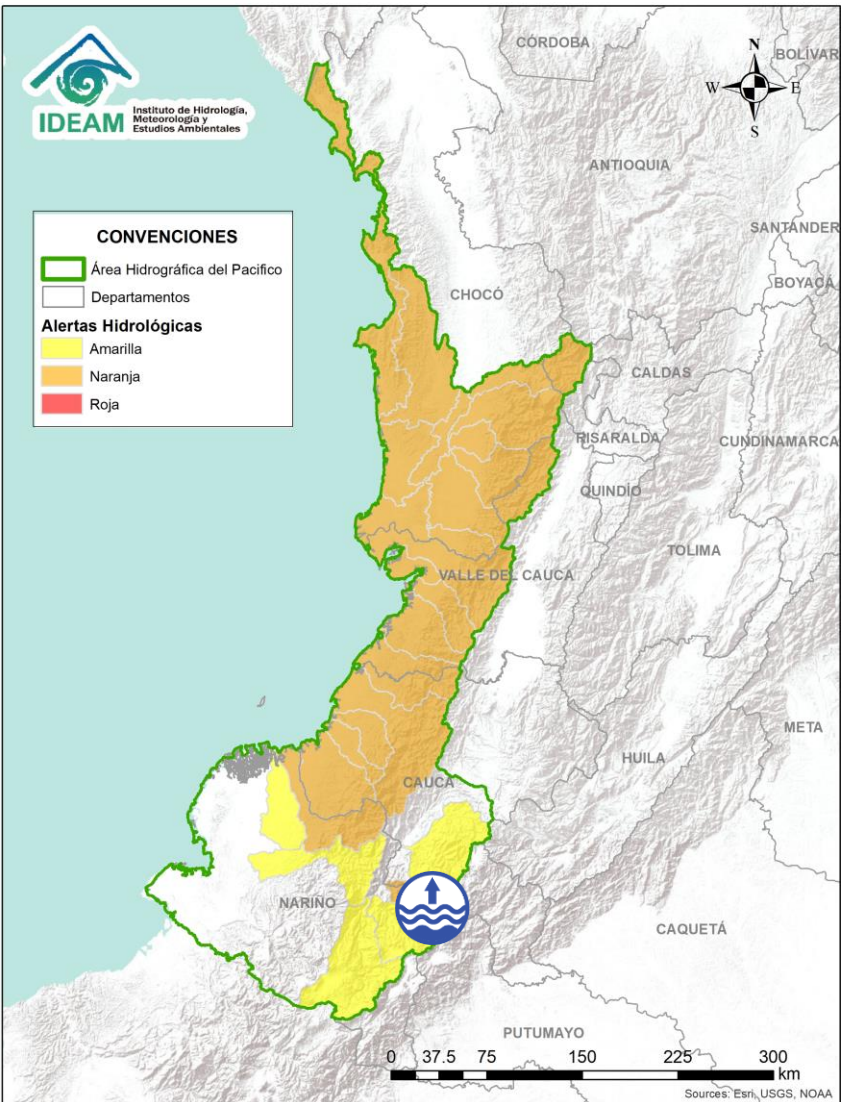 IDEAM
Instituto de Hidrología,
Meteorología y
Estudios Ambientales
N
W
E
S
CÓRDOBA
BOLÍVAR
ANTIOQUIA
SANTANDER
BOYACÁ
CHOCÓ
CALDAS
RISARALDA
CUNDINAMARCA
QUINDÍO
TOLIMA
VALLE DEL CAUCA
META
HUILA
CAUCA
NARIÑO
CAQUETÁ
PUTUMAYO
CONVENCIONES
Área Hidrográfica del Pacifico
Departamentos
Alertas Hidrológicas
Amarilla
Naranja
Roja
0 37.5 75 150 225 300
km
Sources: Esri, USGS, NOAA